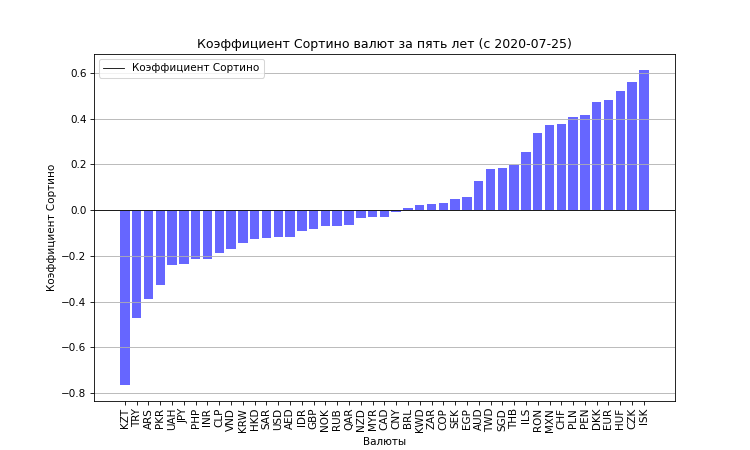 Коэффициент Сортино валют за пять лет (с 2020-07-25)
Коэффициент Сортино
Коэффициент Сортино
0.6
0.4
0.2
0.0
−0.2
−0.4
−0.6
−0.8
KZT
TRY
ARS
PKR
UAH
JPY
PHP
INR
CLP
VND
KRW
HKD
SAR
USD
AED
IDR
GBP
NOK
RUB
QAR
NZD
MYR
CAD
CNY
BRL
KWD
ZAR
COP
SEK
EGP
AUD
TWD
SGD
THB
ILS
RON
MXN
CHF
PLN
PEN
DKK
EUR
HUF
CZK
ISK
Валюты